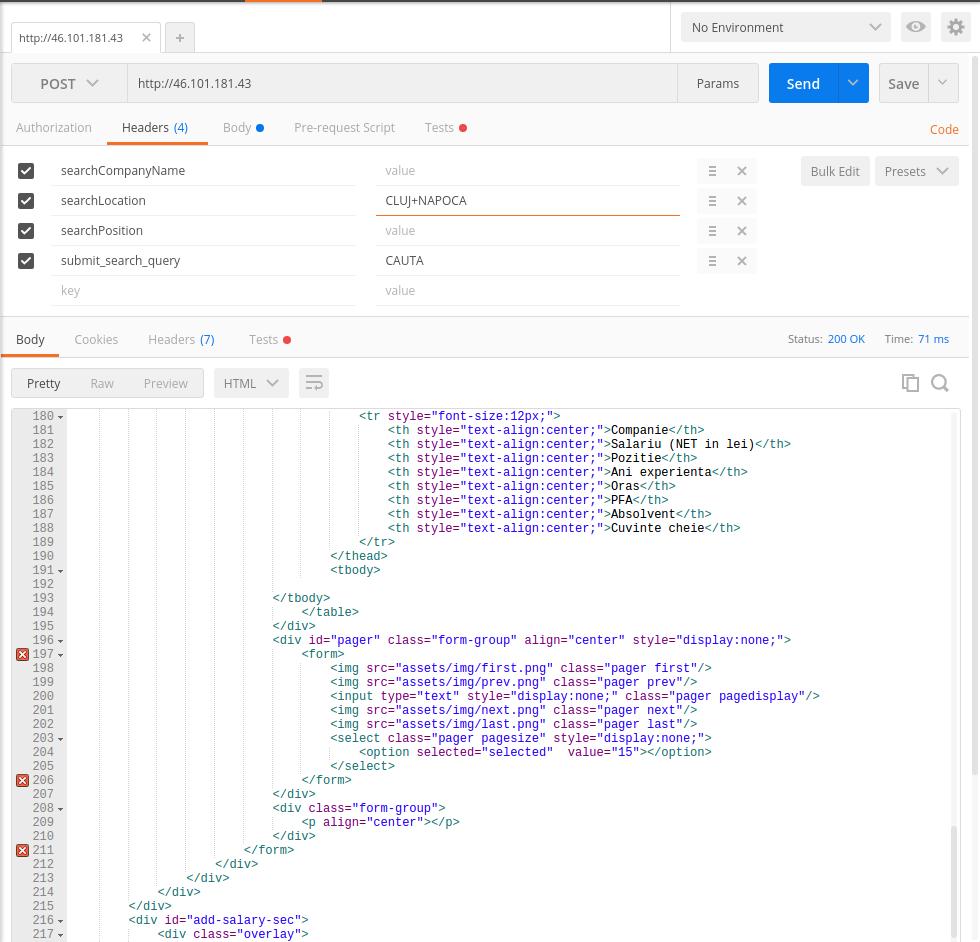 http://46.101.181.43 × +
No Environment
POST http://46.101.181.43 Params Send Save
Authorization Headers (4) Body Pre-request Script Tests Code
searchCompanyName value Bulk Edit Presets
searchLocation CLUJ+NAPOCA
searchPosition value
submit_search_query CAUTA
key value
Body Cookies Headers (7) Tests Status: 200 OK Time: 71 ms
Pretty Raw Preview HTML
180 <tr style="font-size:12px;">
181 <th style="text-align:center;">Companie</th>
182 <th style="text-align:center;">Salariu (NET in lei)</th>
183 <th style="text-align:center;">Pozitie</th>
184 <th style="text-align:center;">Ani experienta</th>
185 <th style="text-align:center;">Oras</th>
186 <th style="text-align:center;">PFA</th>
187 <th style="text-align:center;">Absolvent</th>
188 <th style="text-align:center;">Cuvinte cheie</th>
189 </tr>
190 </thead>
191 <tbody>
192
193 </tbody>
194 </table>
195 </div>
196 <div id="pager" class="form-group" align="center" style="display:none;">
197 <form>
198 <img src="assets/img/first.png" class="pager first"/>
199 <img src="assets/img/prev.png" class="pager prev"/>
200 <input type="text" style="display:none;" class="pager pagedisplay"/>
201 <img src="assets/img/next.png" class="pager next"/>
202 <img src="assets/img/last.png" class="pager last"/>
203 <select class="pager pagesize" style="display:none;">
204 <option selected="selected"  value="15"></option>
205 </select>
206 </form>
207 </div>
208 <div class="form-group">
209 <p align="center"></p>
210 </div>
211 </form>
212 </div>
213 </div>
214 </div>
215 </div>
216 <div id="add-salary-sec">
217 <div class="overlay">